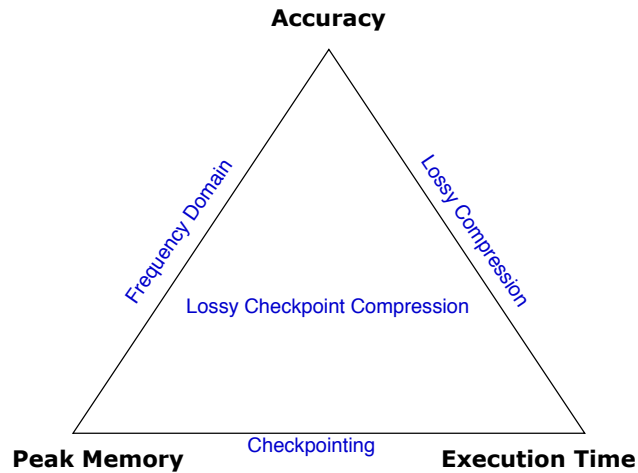 Accuracy
Frequency Domain
Lossy Compression
Lossy Checkpoint Compression
Peak Memory
Checkpointing
Execution Time